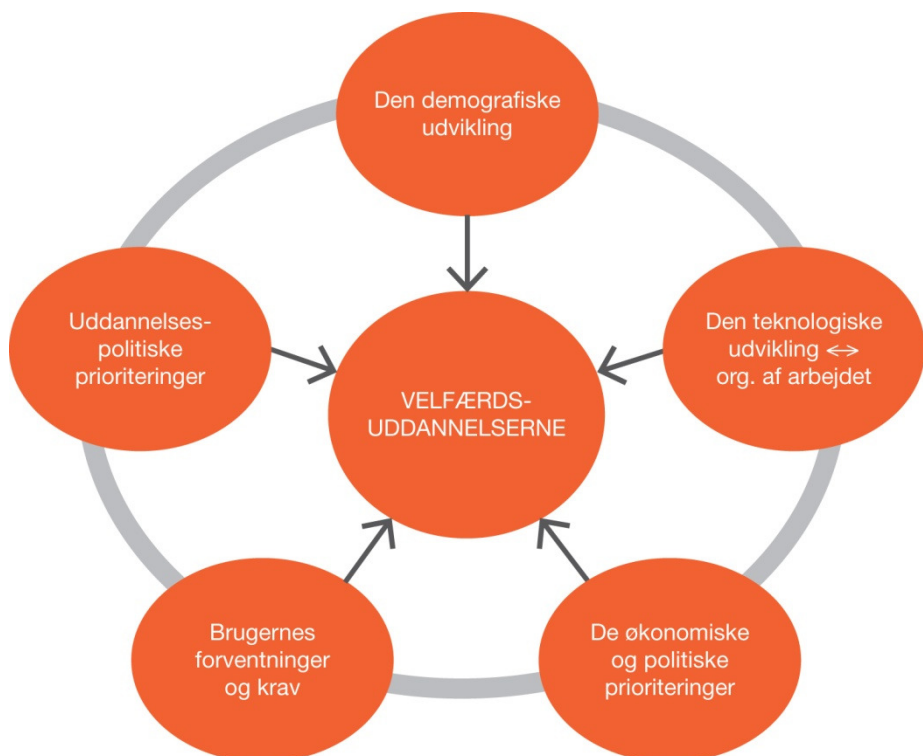 Den demografiske
udvikling
Uddannelses-
politiske
prioriteringer
Den teknologiske
udvikling <->
org. af arbejdet
VELFÆRDS-
UDDANNELSERNE
Brugernes
forventninger
og krav
De økonomiske
og politiske
prioriteringer